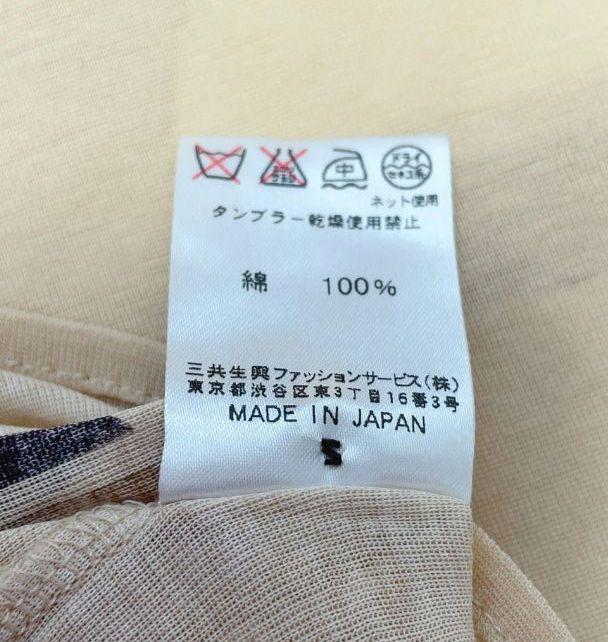 中 ドライ セキユ系
ネット使用
タンブラー乾燥使用禁止
綿 100%
三共生興ファッションサービス(株)
東京都渋谷区東3丁目16番3号
MADE IN JAPAN
S